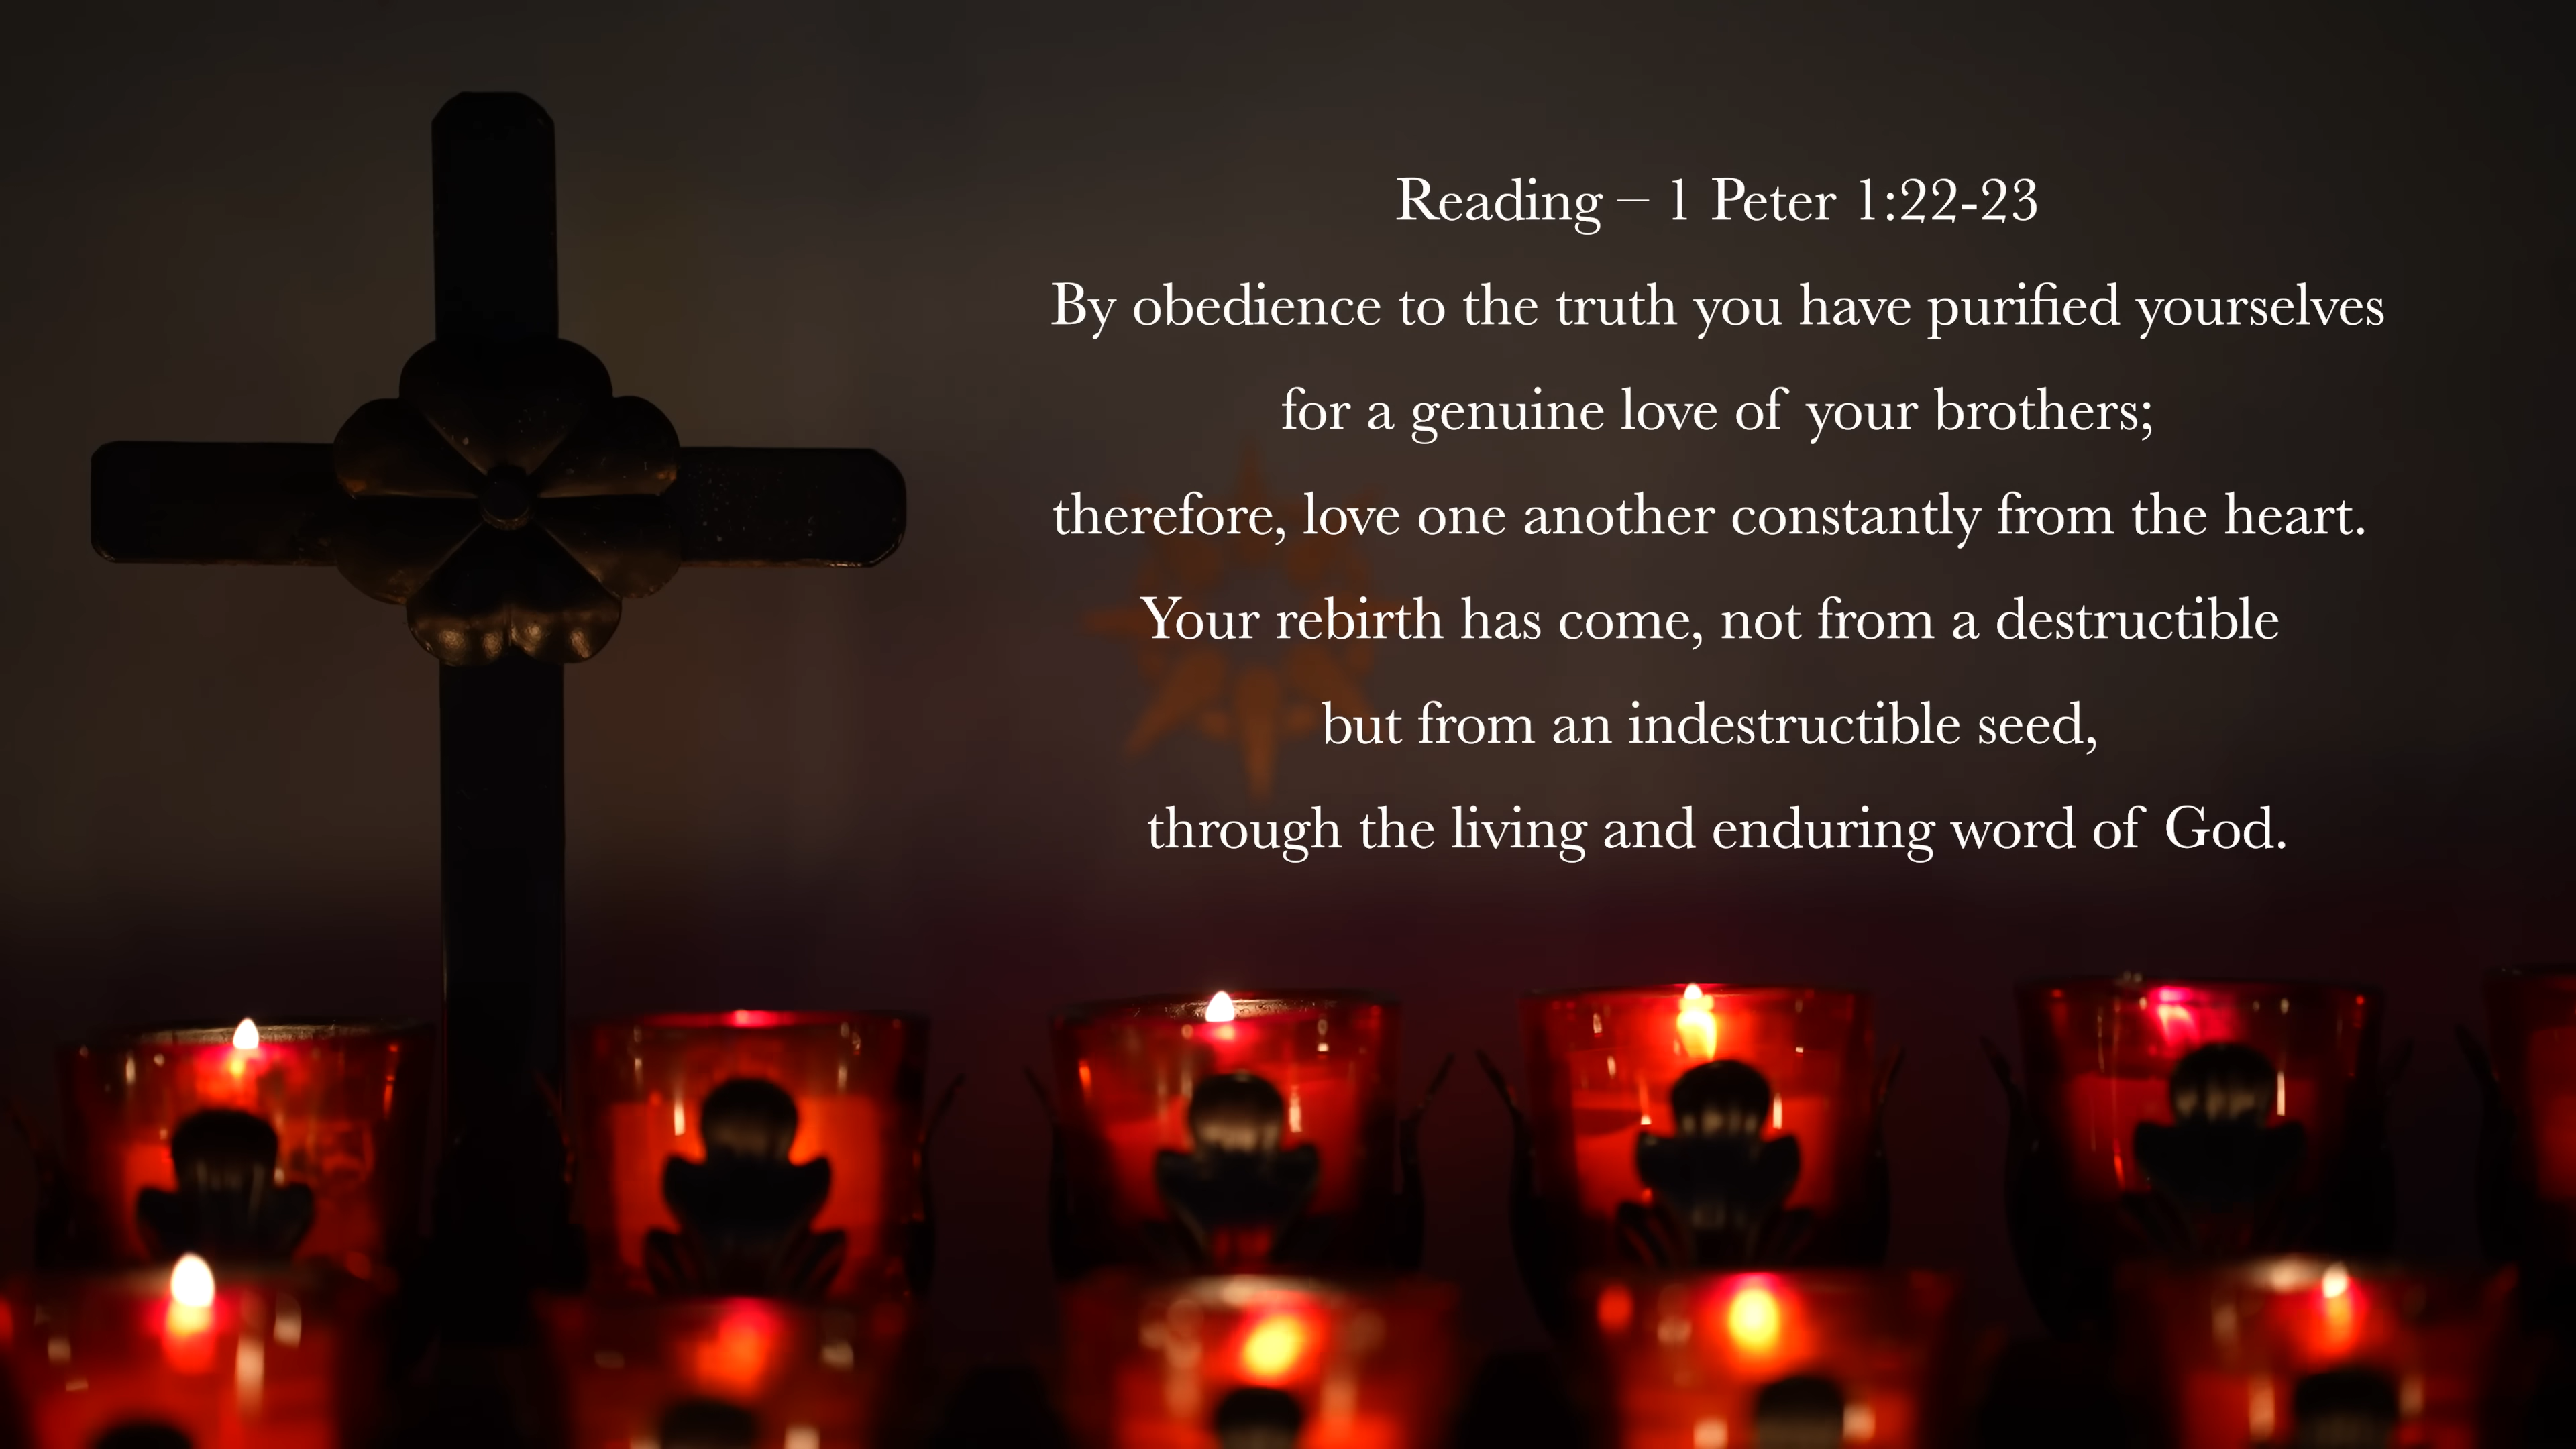 Reading – 1 Peter 1:22-23
By obedience to the truth you have purified yourselves
for a genuine love of your brothers;
therefore, love one another constantly from the heart.
Your rebirth has come, not from a destructible
but from an indestructible seed,
through the living and enduring word of God.